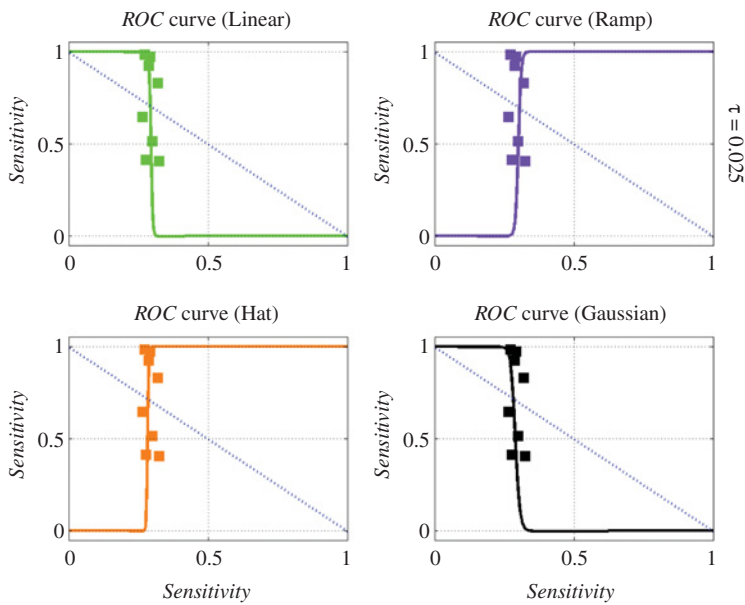 ROC curve (Linear)
ROC curve (Ramp)
Sensitivity
1
0.5
0
0
0.5
1
Sensitivity
1
0.5
0
0
0.5
1
τ = 0.025
ROC curve (Hat)
ROC curve (Gaussian)
Sensitivity
1
0.5
0
0
0.5
1
Sensitivity
Sensitivity
1
0.5
0
0
0.5
1
Sensitivity